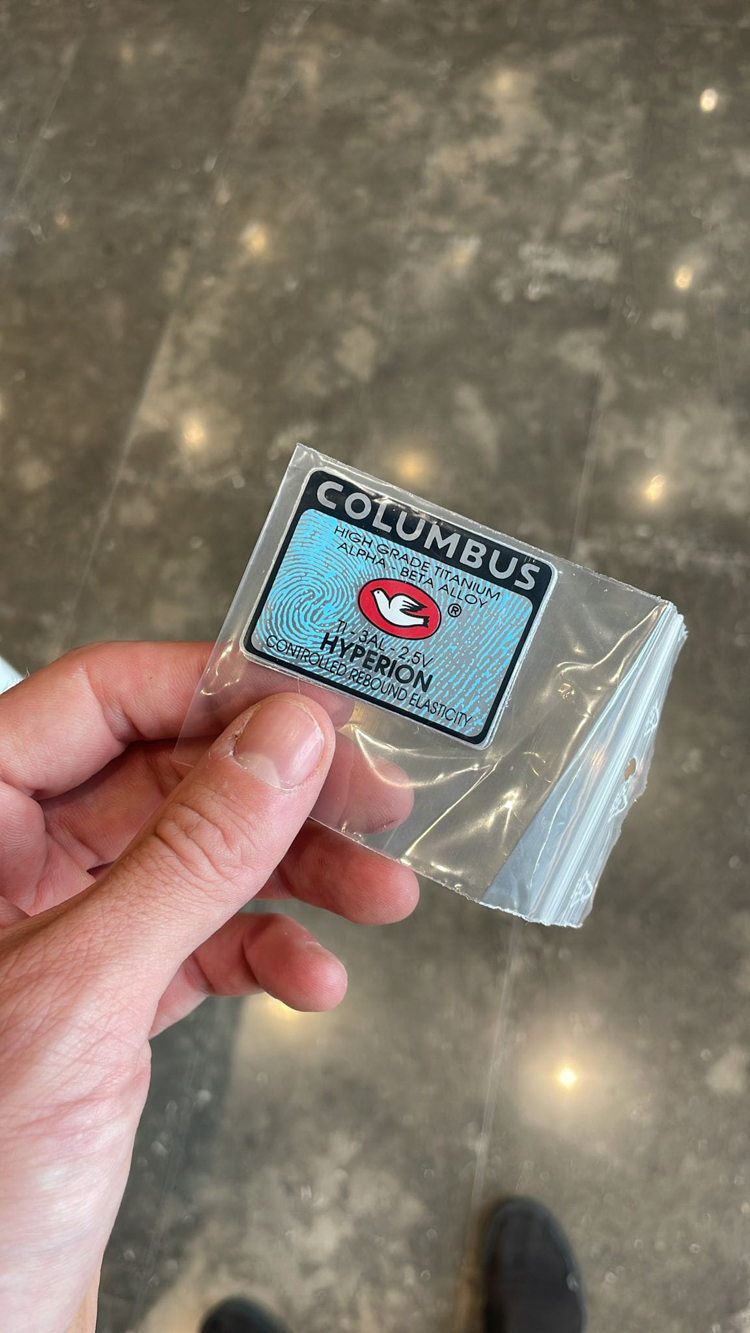 COLUMBUS
HIGH GRADE TITANIUM
ALPHA - BETA ALLOY
®
TI - 3AL - 2.5V
HYPERION
CONTROLLED REBOUND ELASTICITY